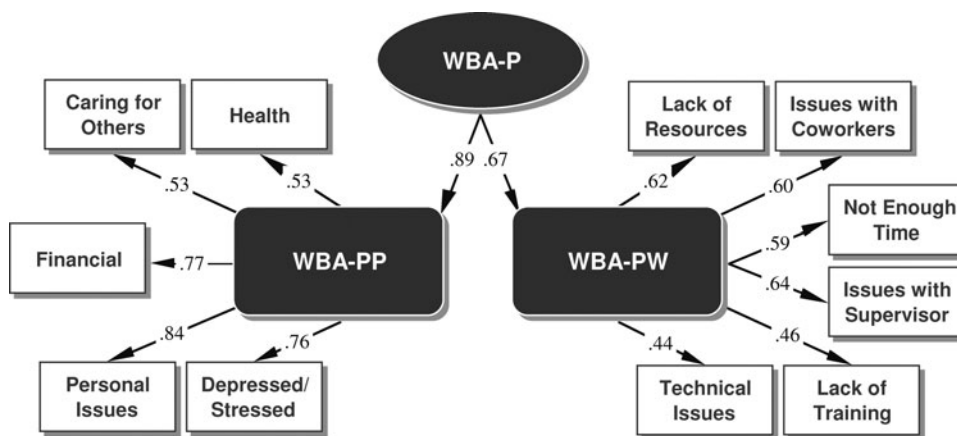 WBA-P
Caring for
Others
Health
Lack of
Resources
Issues with
Coworkers
.89
.67
.53
.53
.62
.60
Not Enough
Time
.59
Financial
.77
WBA-PP
WBA-PW
.64
Issues with
Supervisor
.84
.76
.44
.46
Personal
Issues
Depressed/
Stressed
Technical
Issues
Lack of
Training